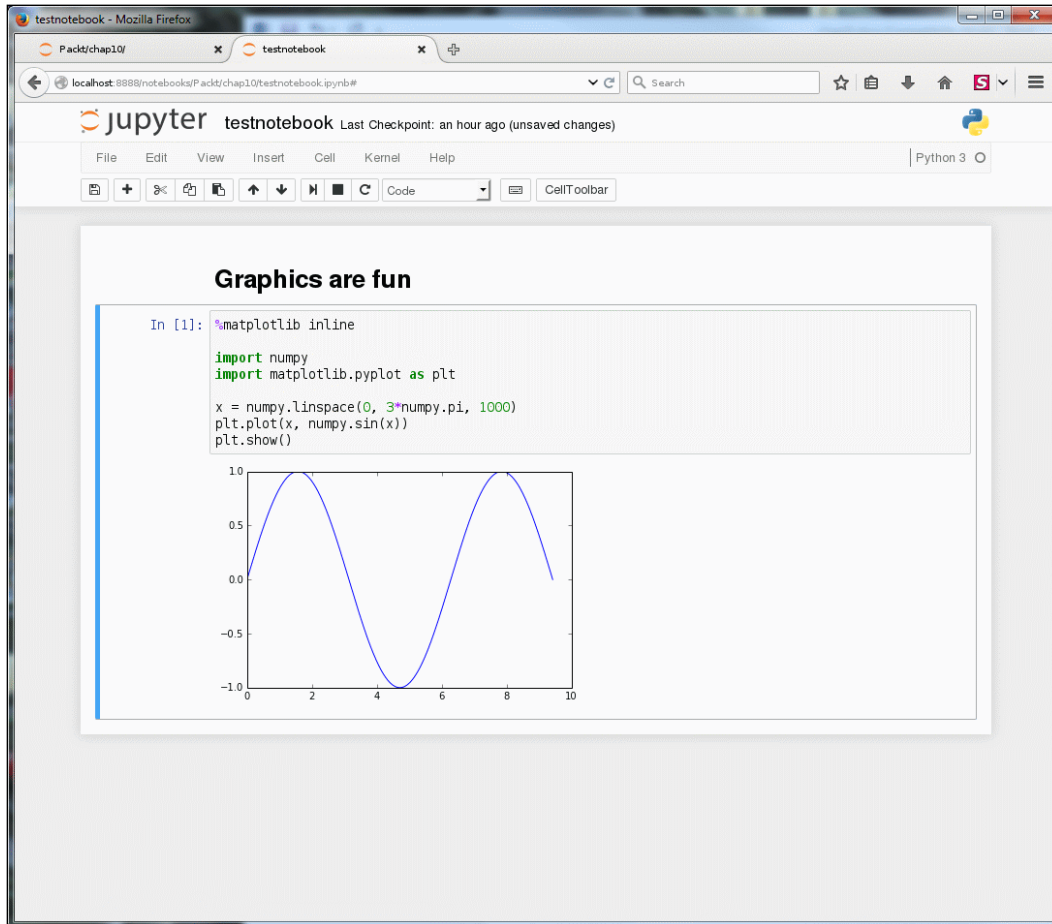 testnotebook - Mozilla Firefox
Packt/chap10/ testnotebook
localhost:8888/notebooks/Packt/chap10/testnotebook.ipynb# Search S
jupyter testnotebook Last Checkpoint: an hour ago (unsaved changes)
File Edit View Insert Cell Kernel Help Python 3
Code CellToolbar
Graphics are fun
In [1]: %matplotlib inline
import numpy
import matplotlib.pyplot as plt
x = numpy.linspace(0, 3*numpy.pi, 1000)
plt.plot(x, numpy.sin(x))
plt.show()
1.0
0.5
0.0
−0.5
−1.0
0 2 4 6 8 10